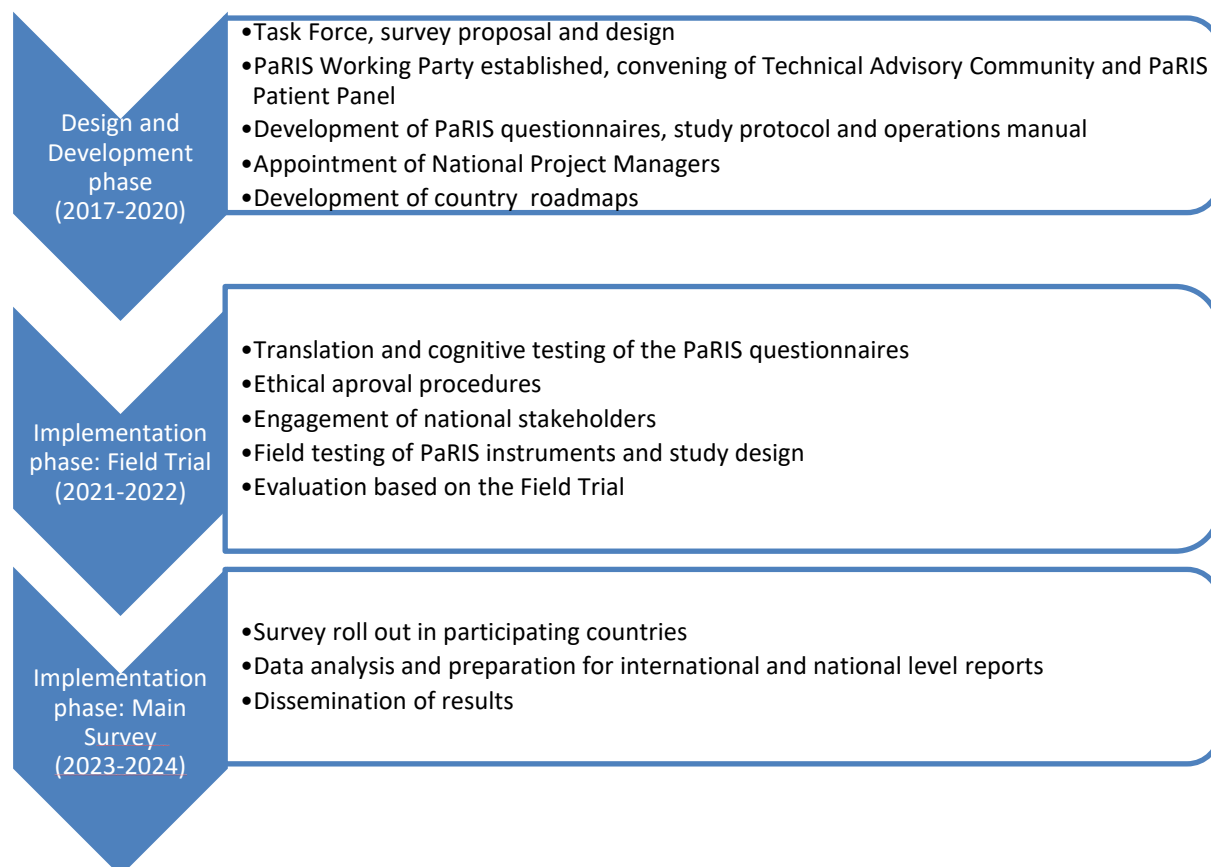 Design and
Development
phase
(2017-2020)
•Task Force, survey proposal and design
•PaRIS Working Party established, convening of Technical Advisory Community and PaRIS
Patient Panel
•Development of PaRIS questionnaires, study protocol and operations manual
•Appointment of National Project Managers
•Development of country roadmaps
Implementation
phase: Field Trial
(2021-2022)
•Translation and cognitive testing of the PaRIS questionnaires
•Ethical aproval procedures
•Engagement of national stakeholders
•Field testing of PaRIS instruments and study design
•Evaluation based on the Field Trial
Implementation
phase: Main
Survey
(2023-2024)
•Survey roll out in participating countries
•Data analysis and preparation for international and national level reports
•Dissemination of results